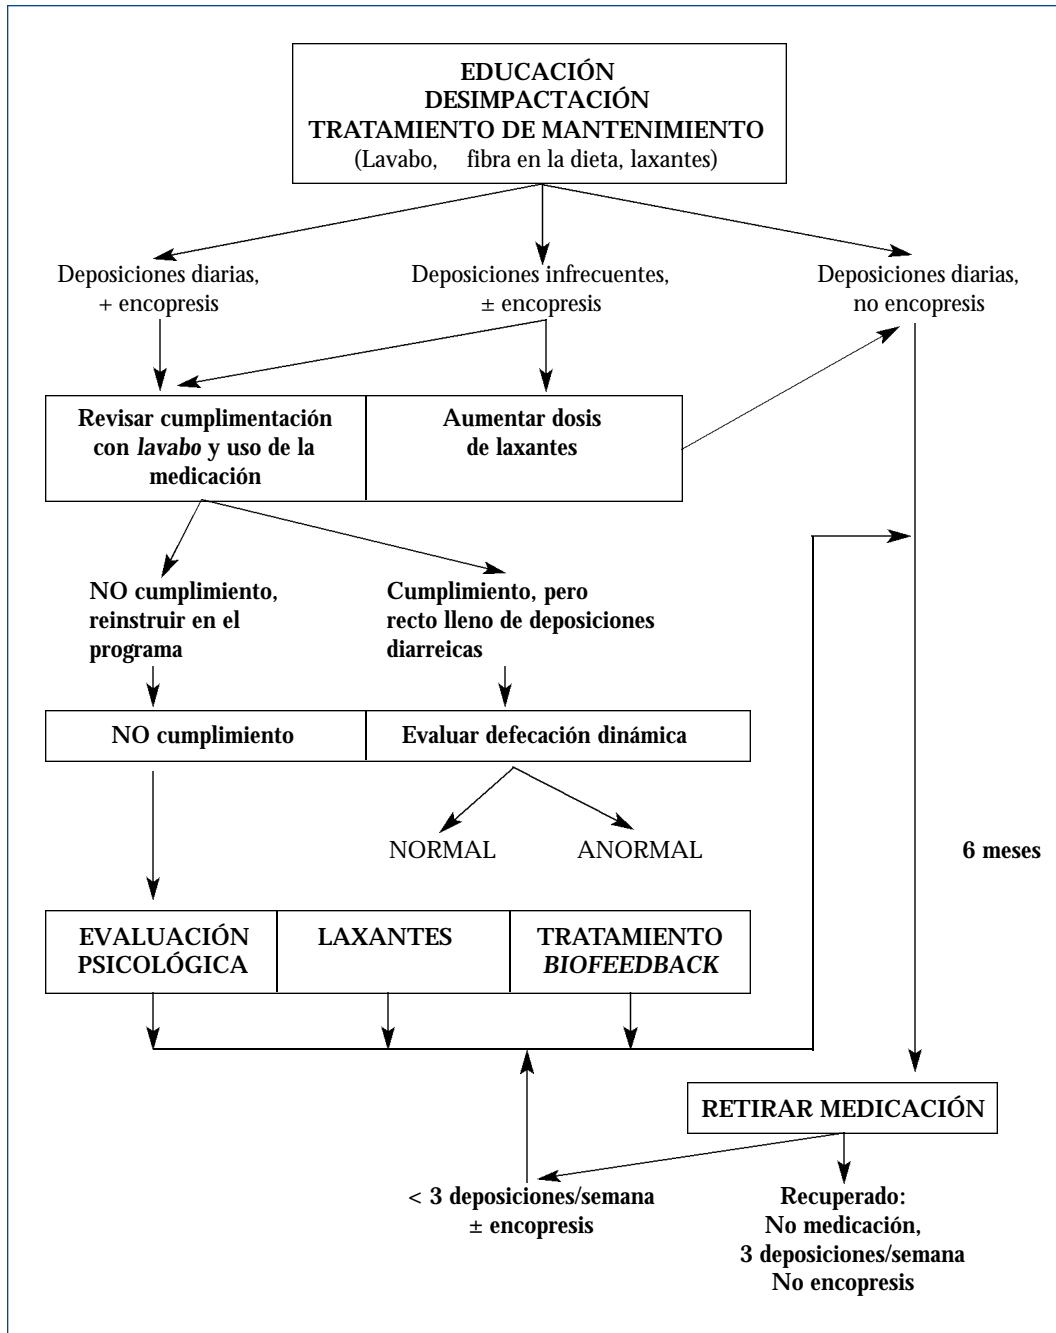 EDUCACIÓN
DESIMPACTACIÓN
TRATAMIENTO DE MANTENIMIENTO
(Lavabo, fibra en la dieta, laxantes)
Deposiciones diarias,
+ encopresis
Deposiciones infrecuentes,
± encopresis
Deposiciones diarias,
no encopresis
Revisar cumplimentación
con lavabo y uso de la
medicación
Aumentar dosis
de laxantes
NO cumplimiento,
reinstruir en el
programa
Cumplimiento, pero
recto lleno de deposiciones
diarreicas
NO cumplimiento
Evaluar defecación dinámica
NORMAL
ANORMAL
6 meses
EVALUACIÓN
PSICOLÓGICA
LAXANTES
TRATAMIENTO
BIOFEEDBACK
RETIRAR MEDICACIÓN
< 3 deposiciones/semana
± encopresis
Recuperado:
No medicación,
3 deposiciones/semana
No encopresis